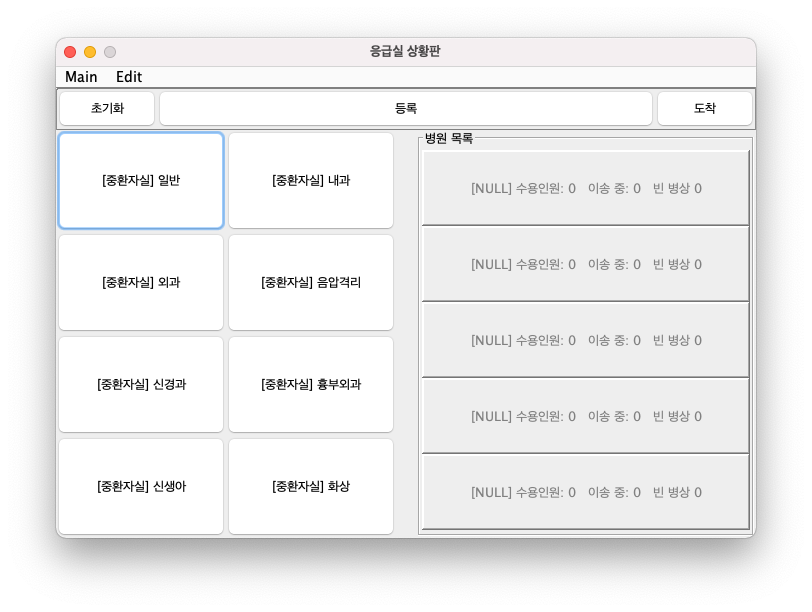 응급실 상황판
Main Edit
초기화 등록 도착
[중환자실] 일반 [중환자실] 내과
[중환자실] 외과 [중환자실] 음압격리
[중환자실] 신경과 [중환자실] 흉부외과
[중환자실] 신생아 [중환자실] 화상
병원 목록
[NULL] 수용인원: 0 이송 중: 0 빈 병상 0
[NULL] 수용인원: 0 이송 중: 0 빈 병상 0
[NULL] 수용인원: 0 이송 중: 0 빈 병상 0
[NULL] 수용인원: 0 이송 중: 0 빈 병상 0
[NULL] 수용인원: 0 이송 중: 0 빈 병상 0